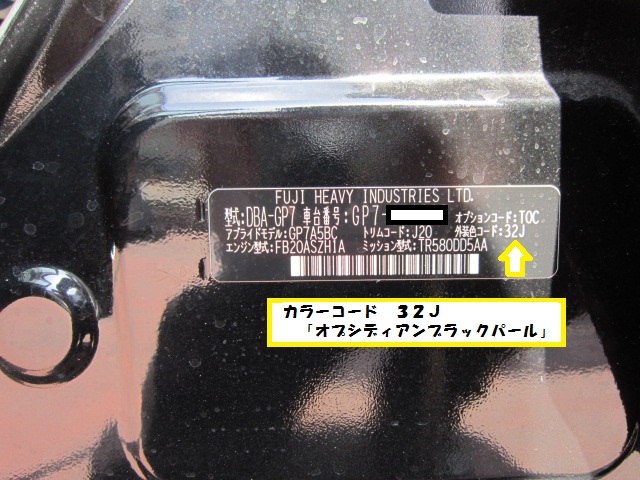 FUJI HEAVY INDUSTRIES LTD.
型式:DBA-GP7 車台番号:GP7- オプションコード:TOC
アプライドモデル:GP7A5BC トリムコード:J20 外装色コード:32J
エンジン型式:FB20ASZH1A ミッション型式:TR580DD5AA
カラーコード 32J
「オブシディアンブラックパール」